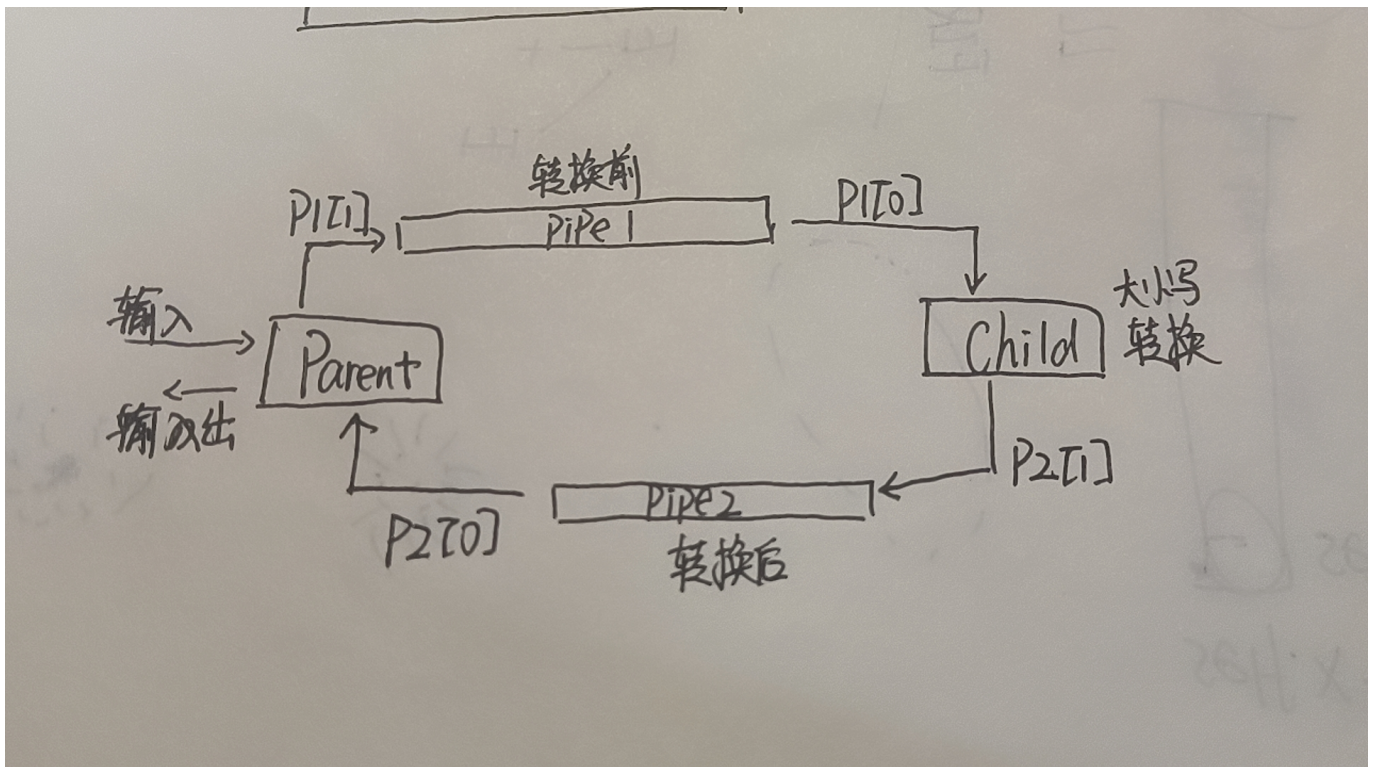 转换前
P1[1]
pipe 1
P1[0]
输入
Parent
Child
大小写
转换
输出
P2[0]
pipe2
P2[1]
转换后